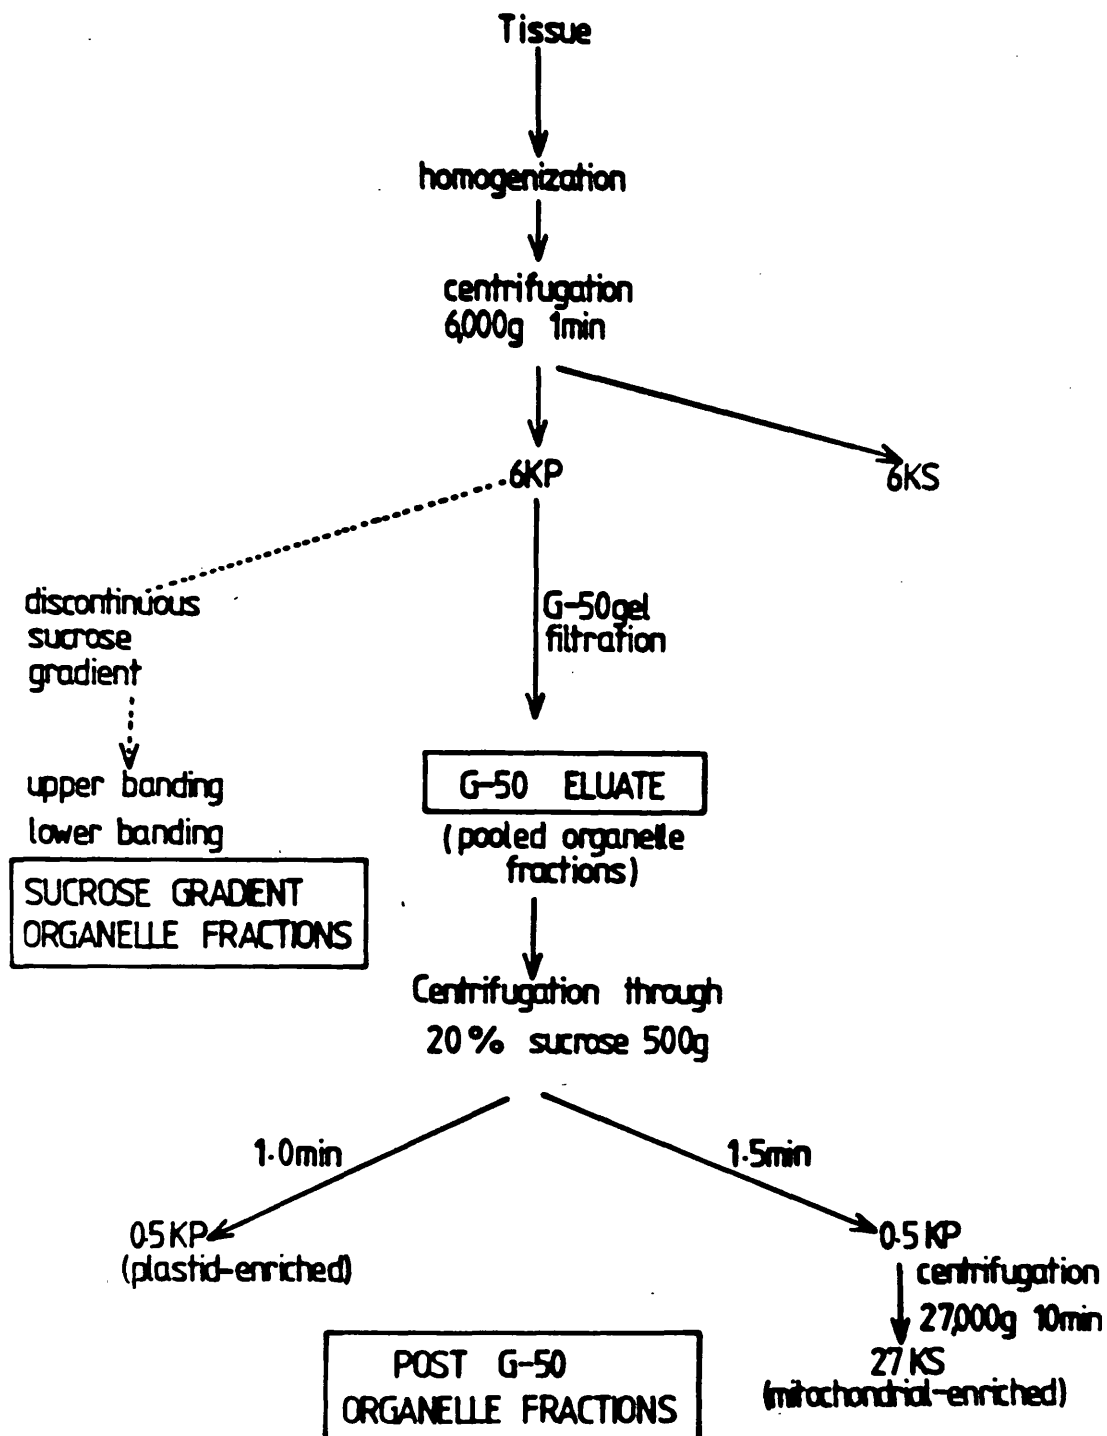 Tissue
homogenization
centrifugation
6,000g 1min
6KP
6KS
discontinuous
sucrose
gradient
G-50 gel
filtration
upper banding
lower banding
SUCROSE GRADIENT
ORGANELLE FRACTIONS
G-50 ELUATE
(pooled organelle
fractions)
Centrifugation through
20% sucrose 500g
1.0min
1.5min
0.5KP
(plastid-enriched)
0.5KP
centrifugation
27,000g 10min
27KS
(mitochondrial-enriched)
POST G-50
ORGANELLE FRACTIONS